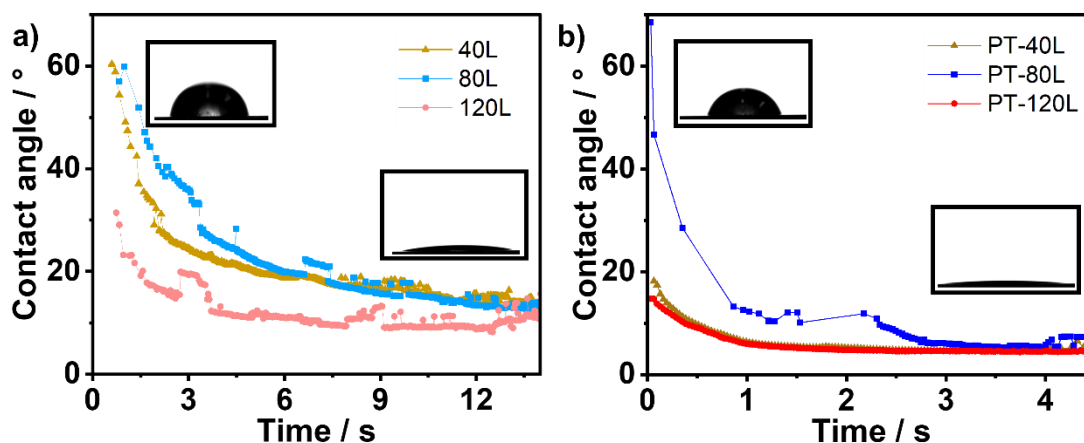 a)
40L
80L
120L
Contact angle / °
60
40
20
0
0
3
6
9
12
Time / s
b)
PT-40L
PT-80L
PT-120L
Contact angle / °
60
40
20
0
0
1
2
3
4
Time / s